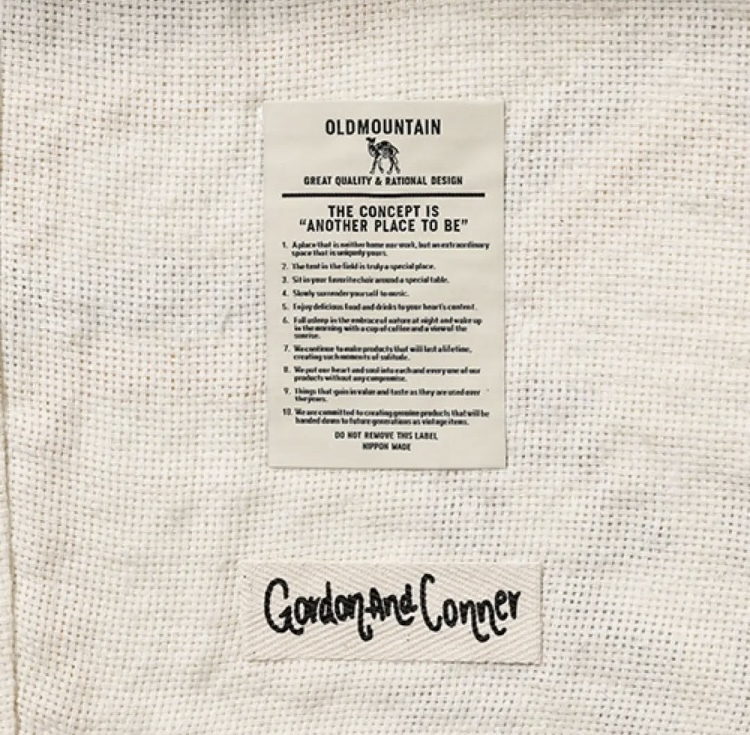 OLDMOUNTAIN
GREAT QUALITY & RATIONAL DESIGN
THE CONCEPT IS
"ANOTHER PLACE TO BE"
1. A place that is neither home nor work, but an extraordinary
space that is uniquely yours.
2. The tent in the field is truly a special place.
3. Sit in your favorite chair around a special table.
4. Slowly surrender yourself to music.
5. Enjoy delicious food and drinks to your heart's content.
6. Fall asleep in the embrace of nature at night and wake up
in the morning with a cup of coffee and a view of the
sunrise.
7. We continue to make products that will last a lifetime,
creating such moments of solitude.
8. We put our heart and soul into each and every one of our
products without any compromise.
9. Things that gain in value and taste as they are used over
the years.
10. We are committed to creating genuine products that will be
handed down to future generations as vintage items.
DO NOT REMOVE THIS LABEL
NIPPON MADE
Gordon And Conner